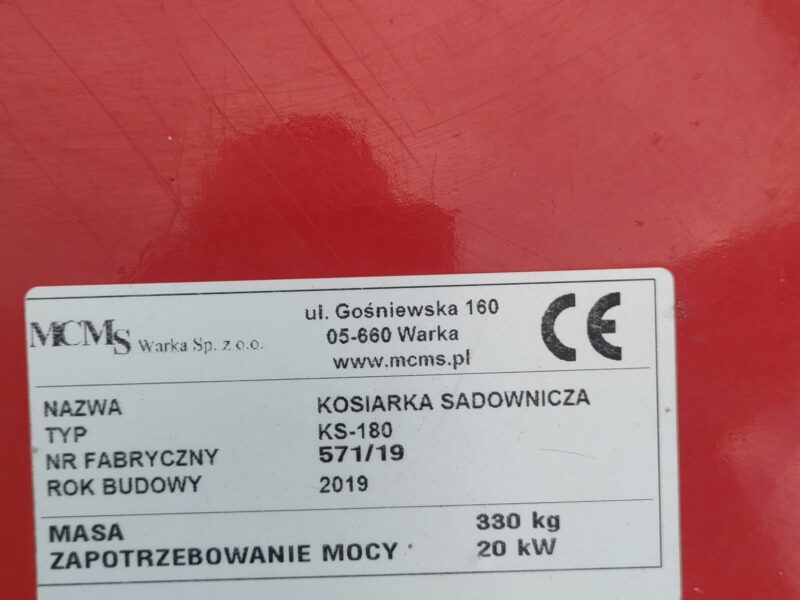 MCMS Warka Sp. z o.o.
ul. Gośniewska 160
05-660 Warka
www.mcms.pl
CE
NAZWA KOSIARKA SADOWNICZA
TYP KS-180
NR FABRYCZNY 571/19
ROK BUDOWY 2019
MASA 330 kg
ZAPOTRZEBOWANIE MOCY 20 kW